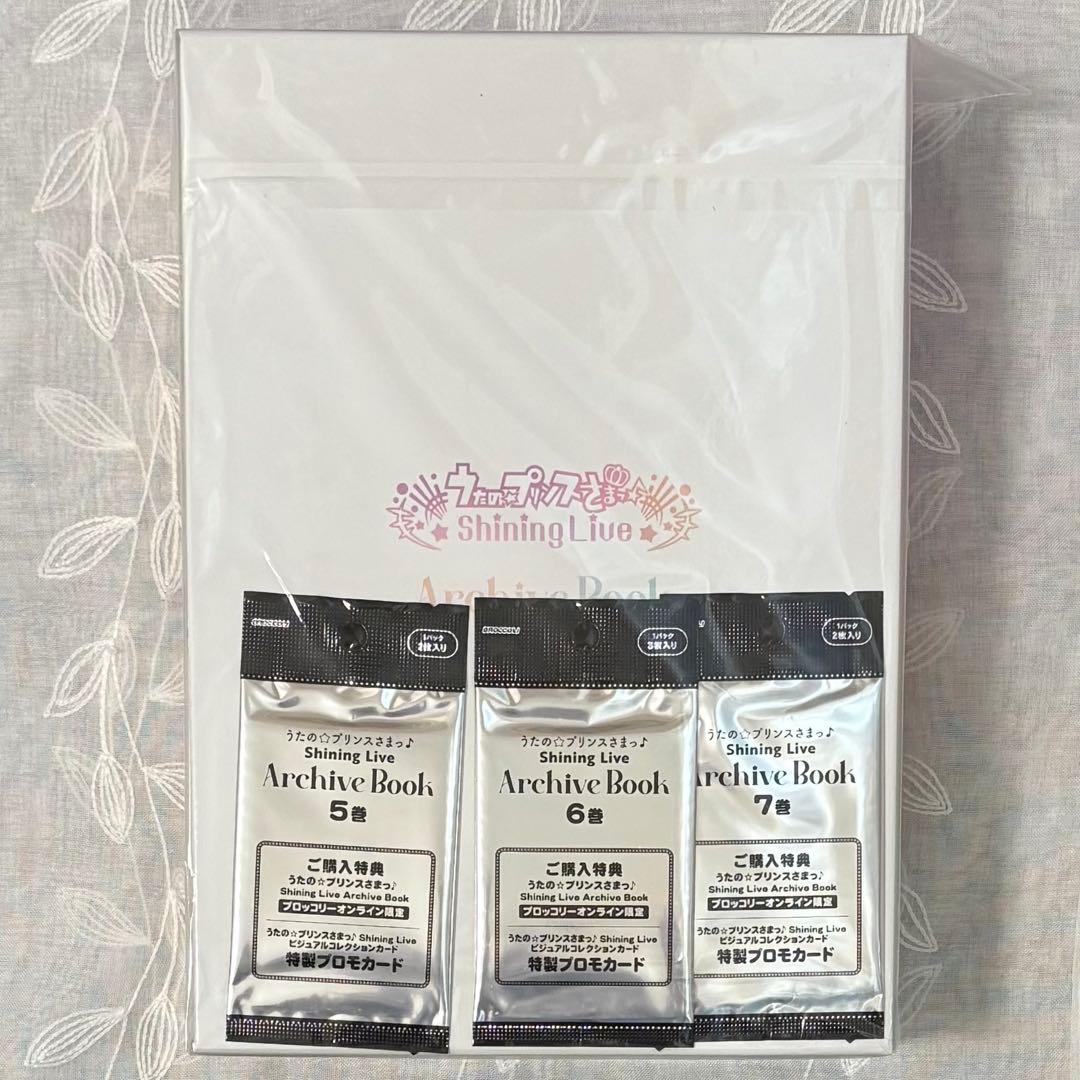 うたの☆プリンスさまっ♪
Shining Live
Archive Book
BROCCOLI
1パック
2枚入り
うたの☆プリンスさまっ♪
Shining Live
Archive Book
5巻
ご購入特典
うたの☆プリンスさまっ♪
Shining Live Archive Book
ブロッコリーオンライン限定
うたの☆プリンスさまっ♪ Shining Live
ビジュアルコレクションカード
特製プロモカード
BROCCOLI
1パック
3枚入り
うたの☆プリンスさまっ♪
Shining Live
Archive Book
6巻
ご購入特典
うたの☆プリンスさまっ♪
Shining Live Archive Book
ブロッコリーオンライン限定
うたの☆プリンスさまっ♪ Shining Live
ビジュアルコレクションカード
特製プロモカード
1パック
2枚入り
うたの☆プリンスさまっ♪
Shining Live
Archive Book
7巻
ご購入特典
うたの☆プリンスさまっ♪
Shining Live Archive Book
ブロッコリーオンライン限定
うたの☆プリンスさまっ♪ Shining Live
ビジュアルコレクションカード
特製プロモカード